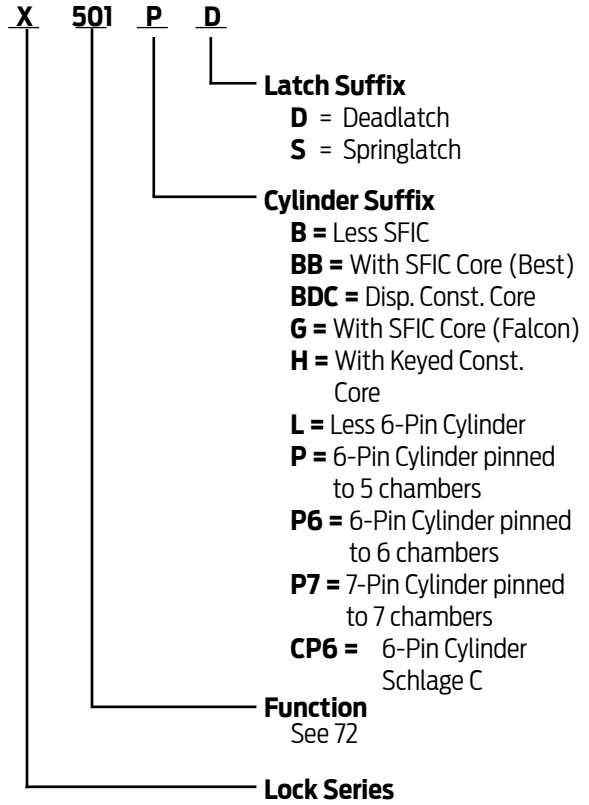 X 501 P D
Latch Suffix
D = Deadlatch
S = Springlatch
Cylinder Suffix
B = Less SFIC
BB = With SFIC Core (Best)
BDC = Disp. Const. Core
G = With SFIC Core (Falcon)
H = With Keyed Const.
Core
L = Less 6-Pin Cylinder
P = 6-Pin Cylinder pinned
to 5 chambers
P6 = 6-Pin Cylinder pinned
to 6 chambers
P7 = 7-Pin Cylinder pinned
to 7 chambers
CP6 = 6-Pin Cylinder
Schlage C
Function
See 72
Lock Series